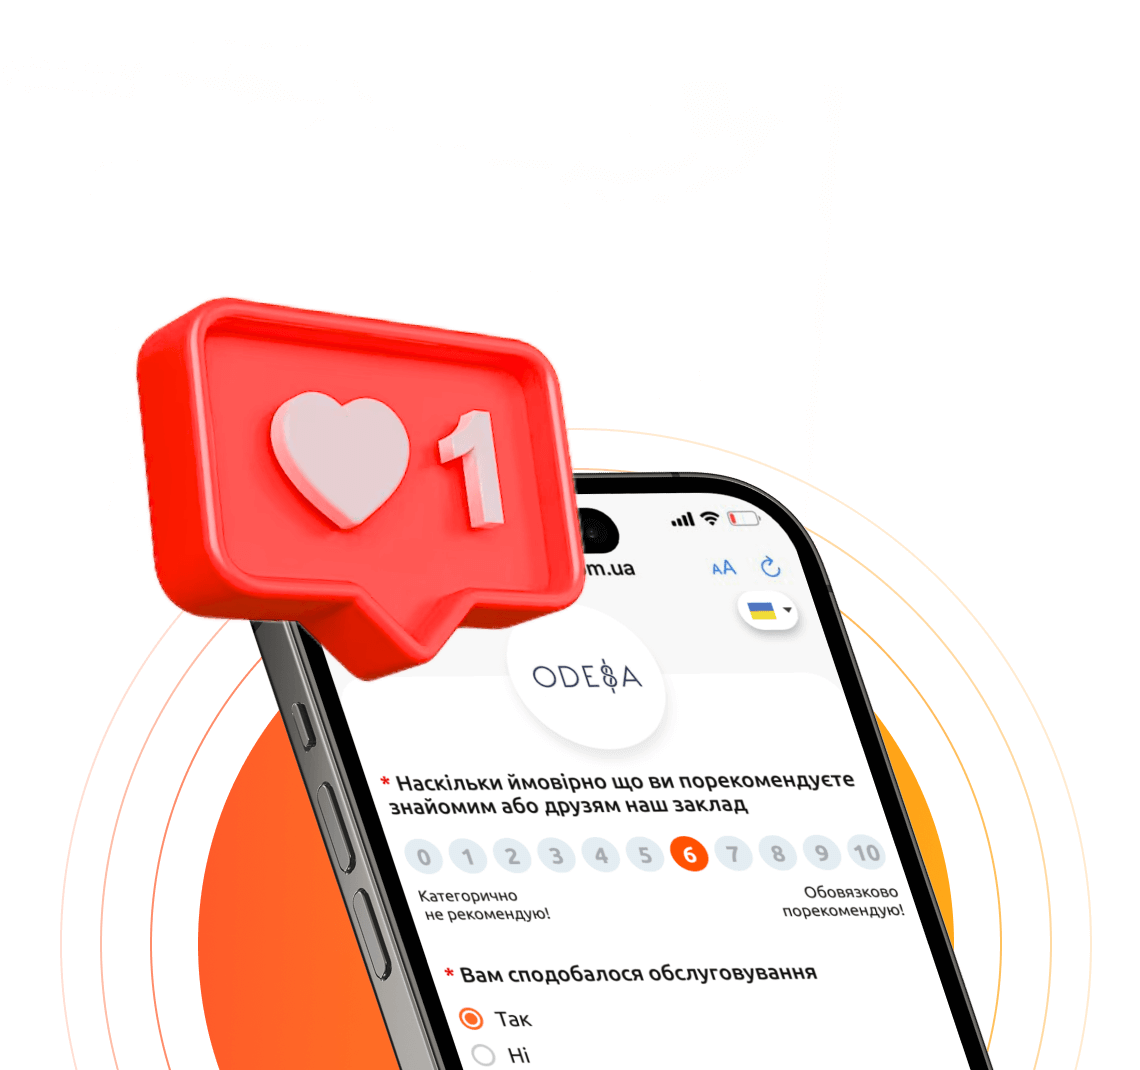 1
m.ua
AA
ODESA
* Наскільки ймовірно що ви порекомендуєте
знайомим або друзям наш заклад
0 1 2 3 4 5 6 7 8 9 10
Категорично
не рекомендую!
Обовязково
порекомендую!
* Вам сподобалося обслуговування
Так
Ні